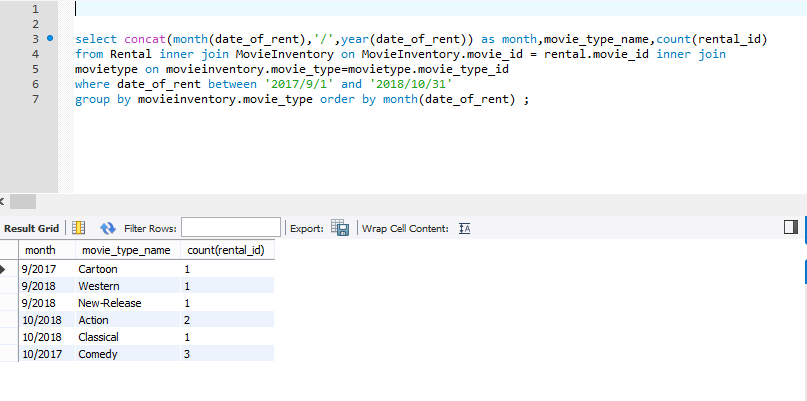 1
2
3 select concat(month(date_of_rent),'/',year(date_of_rent)) as month,movie_type_name,count(rental_id)
4 from Rental inner join MovieInventory on MovieInventory.movie_id = rental.movie_id inner join
5 movietype on movieinventory.movie_type=movietype.movie_type_id
6 where date_of_rent between '2017/9/1' and '2018/10/31'
7 group by movieinventory.movie_type order by month(date_of_rent) ;
Result Grid Filter Rows: Export: Wrap Cell Content: IA
month movie_type_name count(rental_id)
9/2017 Cartoon 1
9/2018 Western 1
9/2018 New-Release 1
10/2018 Action 2
10/2018 Classical 1
10/2017 Comedy 3